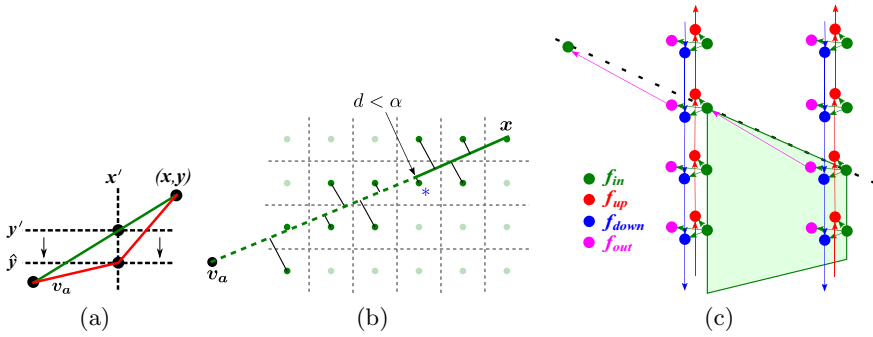 x′
(x,y)
y′
ŷ
v_a
(a)
d < α
x
*
v_a
(b)
f_in
f_up
f_down
f_out
(c)